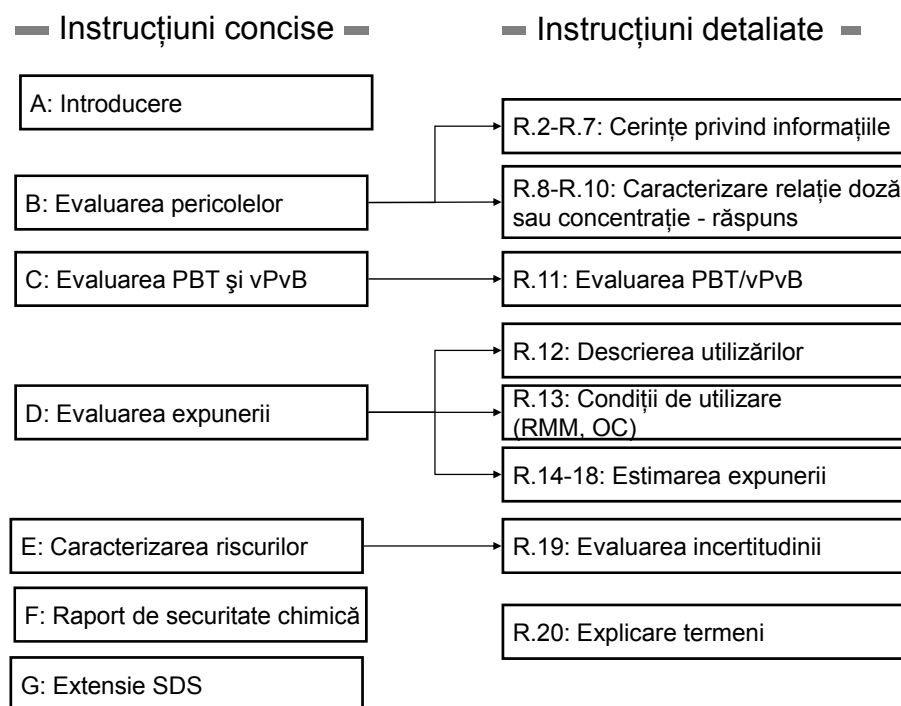 Instrucțiuni concise
Instrucțiuni detaliate
A: Introducere
B: Evaluarea pericolelor
C: Evaluarea PBT şi vPvB
D: Evaluarea expunerii
E: Caracterizarea riscurilor
F: Raport de securitate chimică
G: Extensie SDS
R.2-R.7: Cerințe privind informațiile
R.8-R.10: Caracterizare relație doză
sau concentrație - răspuns
R.11: Evaluarea PBT/vPvB
R.12: Descrierea utilizărilor
R.13: Condiții de utilizare
(RMM, OC)
R.14-18: Estimarea expunerii
R.19: Evaluarea incertitudinii
R.20: Explicare termeni